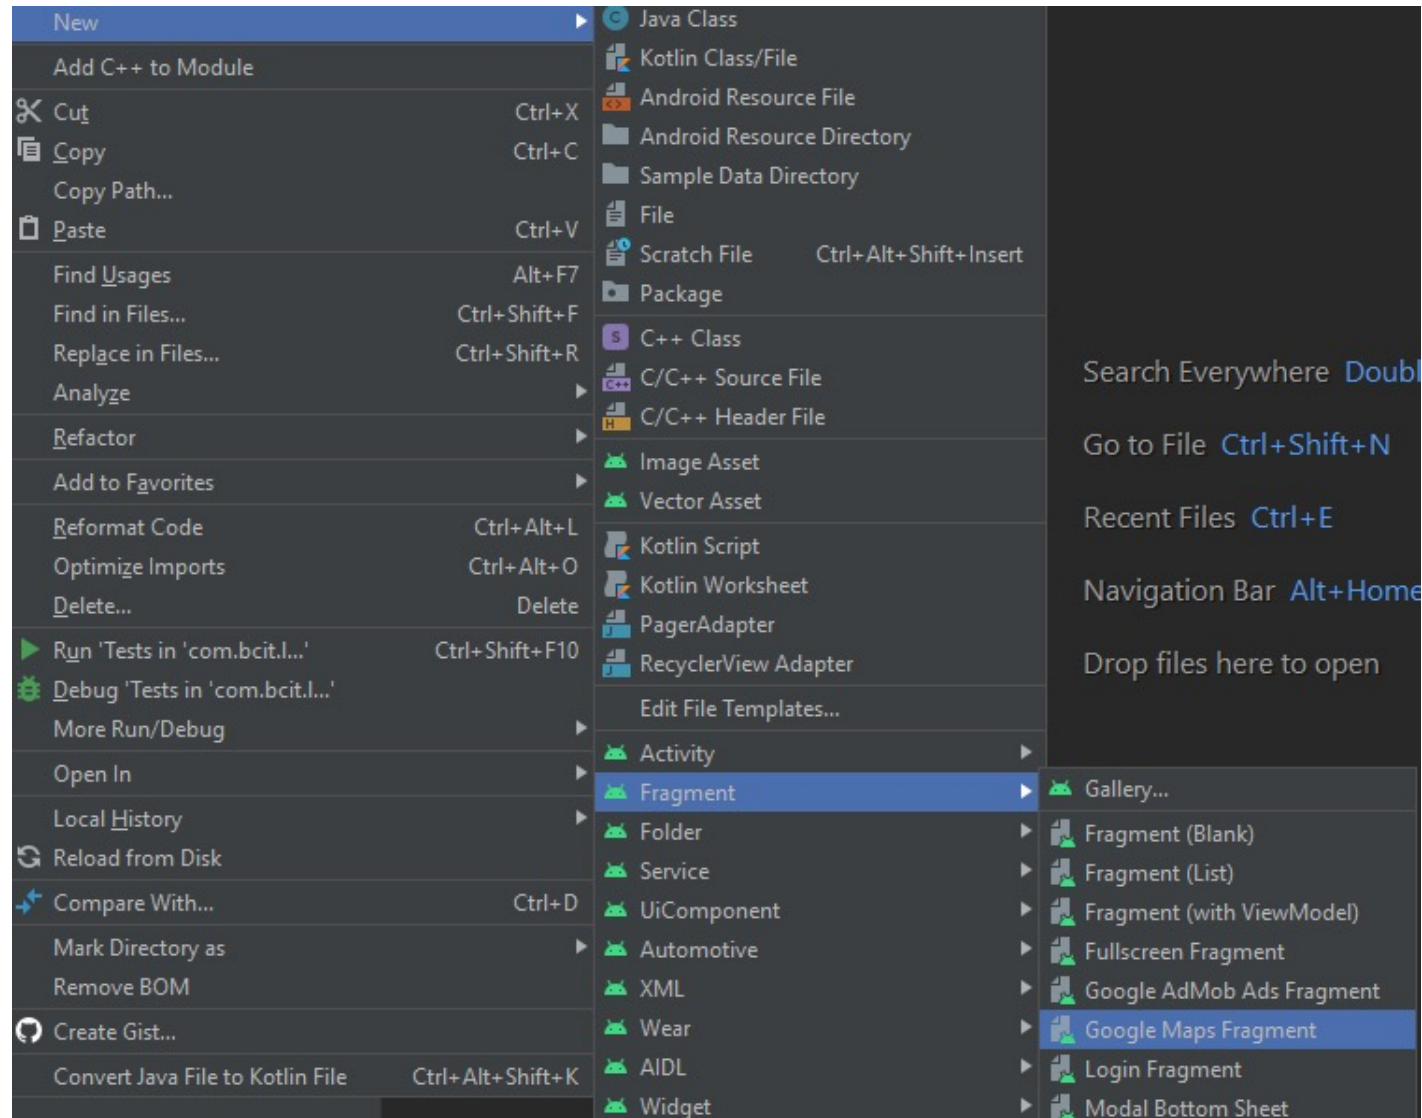 New
Add C++ to Module
Cut Ctrl+X
Copy Ctrl+C
Copy Path...
Paste Ctrl+V
Find Usages Alt+F7
Find in Files... Ctrl+Shift+F
Replace in Files... Ctrl+Shift+R
Analyze
Refactor
Add to Favorites
Reformat Code Ctrl+Alt+L
Optimize Imports Ctrl+Alt+O
Delete... Delete
Run 'Tests in 'com.bcit.l...' Ctrl+Shift+F10
Debug 'Tests in 'com.bcit.l...'
More Run/Debug
Open In
Local History
Reload from Disk
Compare With... Ctrl+D
Mark Directory as
Remove BOM
Create Gist...
Convert Java File to Kotlin File Ctrl+Alt+Shift+K
Java Class
Kotlin Class/File
Android Resource File
Android Resource Directory
Sample Data Directory
File
Scratch File Ctrl+Alt+Shift+Insert
Package
C++ Class
C/C++ Source File
C/C++ Header File
Image Asset
Vector Asset
Kotlin Script
Kotlin Worksheet
PagerAdapter
RecyclerView Adapter
Edit File Templates...
Activity
Fragment
Folder
Service
UiComponent
Automotive
XML
Wear
AIDL
Widget
Gallery...
Fragment (Blank)
Fragment (List)
Fragment (with ViewModel)
Fullscreen Fragment
Google AdMob Ads Fragment
Google Maps Fragment
Login Fragment
Modal Bottom Sheet
Search Everywhere Doubl
Go to File Ctrl+Shift+N
Recent Files Ctrl+E
Navigation Bar Alt+Home
Drop files here to open